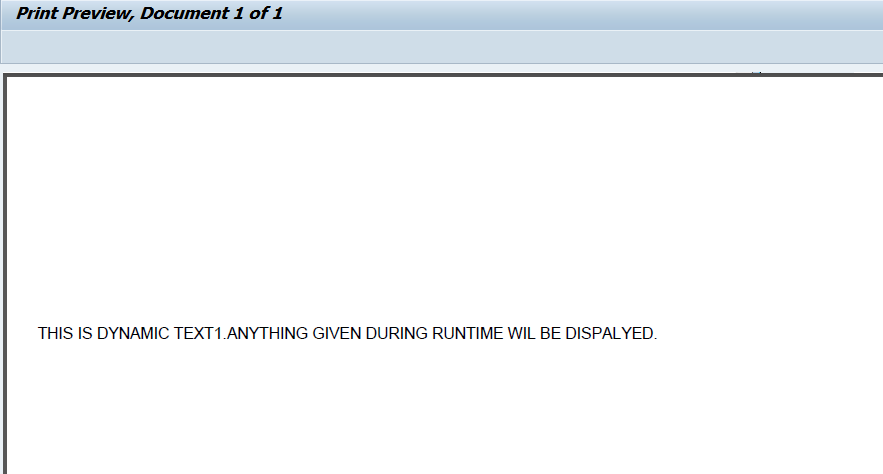 Print Preview, Document 1 of 1
THIS IS DYNAMIC TEXT1.ANYTHING GIVEN DURING RUNTIME WIL BE DISPALYED.